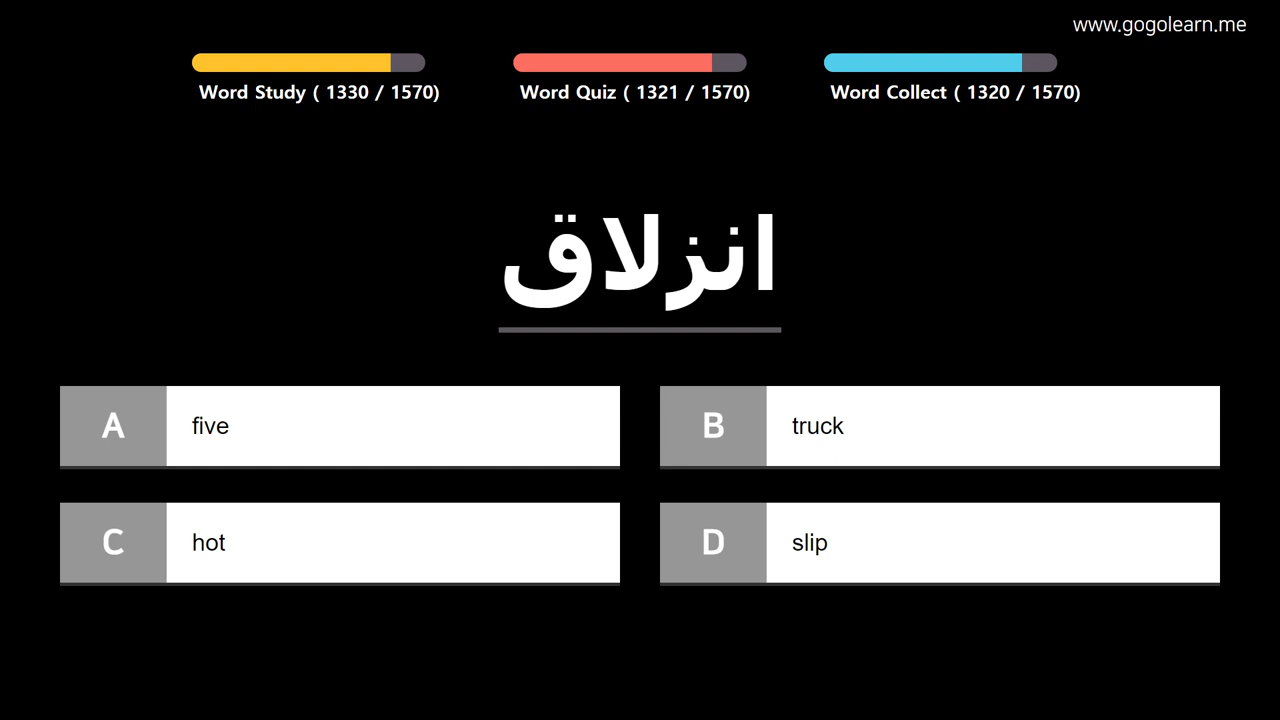 www.gogolearn.me
Word Study ( 1330 / 1570)
Word Quiz ( 1321 / 1570)
Word Collect ( 1320 / 1570)
انزلاق
A five
B truck
C hot
D slip